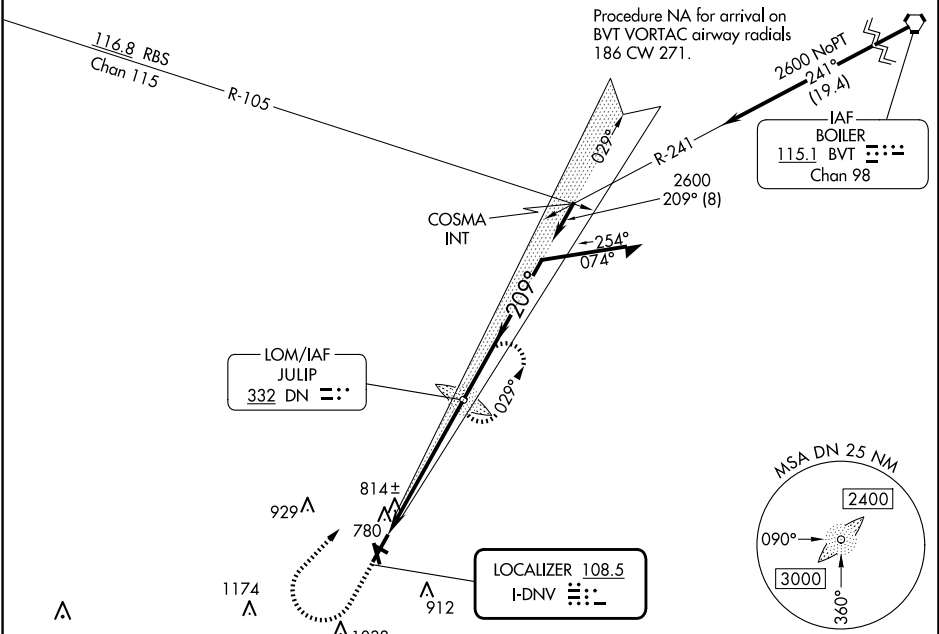 Procedure NA for arrival on
BVT VORTAC airway radials
186 CW 271.
116.8 RBS
Chan 115
R-105
2600 NoPT
241°
(19.4)
IAF
BOILER
115.1 BVT
Chan 98
029°
R-241
2600
209° (8)
COSMA
INT
254°
074°
209°
LOM/IAF
JULIP
332 DN
029°
MSA DN 25 NM
2400
090°
3000
360°
814±
929
780
LOCALIZER 108.5
I-DNV
1174
912